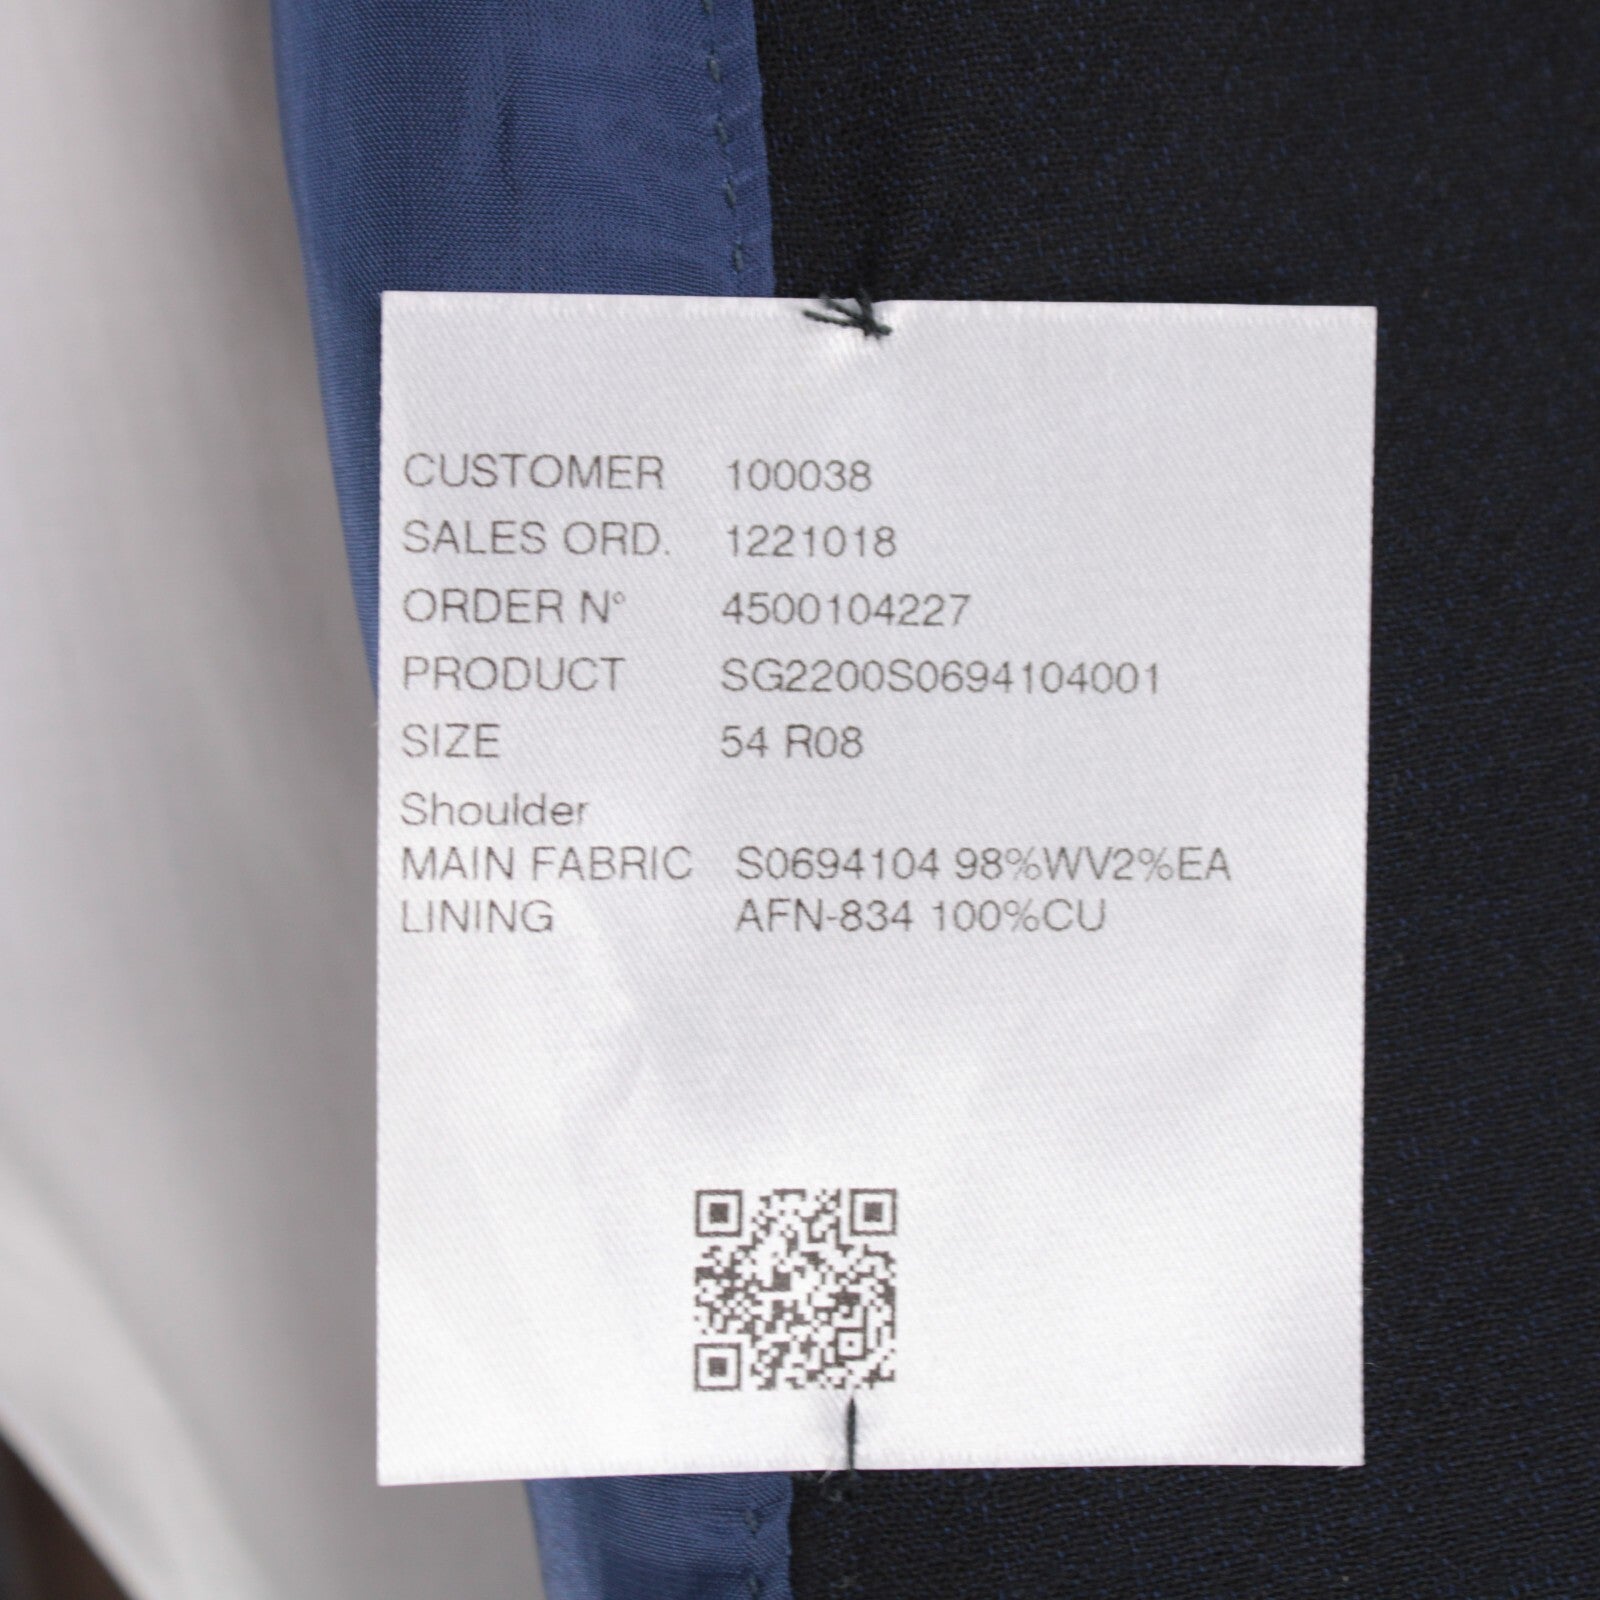 CUSTOMER 100038
SALES ORD. 1221018
ORDER N° 4500104227
PRODUCT SG2200S0694104001
SIZE 54 R08
Shoulder
MAIN FABRIC S0694104 98%WV2%EA
LINING AFN-834 100%CU